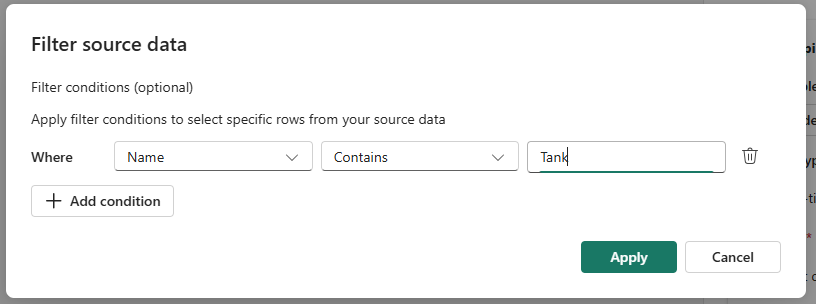 Filter source data
Filter conditions (optional)
Apply filter conditions to select specific rows from your source data
Where Name Contains Tank
+ Add condition
Apply Cancel